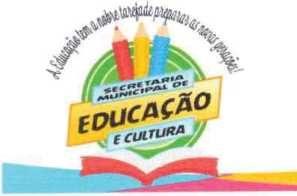 A Educação tem a nobre tarefa de preparar as novas gerações!
SECRETARIA
MUNICIPAL DE
EDUCAÇÃO
E CULTURA